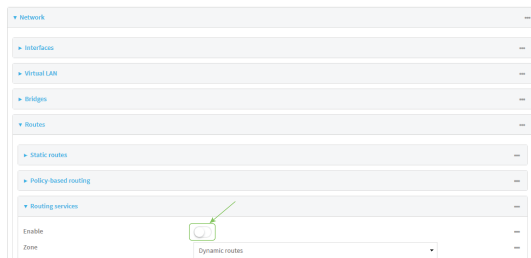 Network
Interfaces
Virtual LAN
Bridges
Routes
Static routes
Policy-based routing
Routing services
Enable
Zone
Dynamic routes